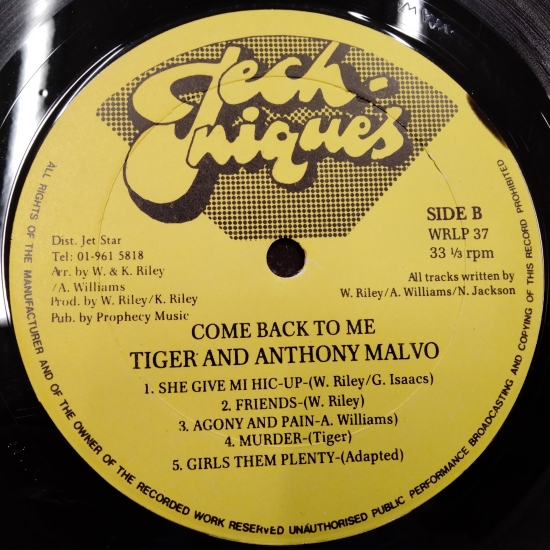 Tech-
niques
SIDE B
WRLP 37
33 ⅓ rpm
Dist. Jet Star
Tel: 01-961 5818
Arr. by W. & K. Riley
/A. Williams
Prod. by W. Riley/K. Riley
Pub. by Prophecy Music
All tracks written by
W. Riley/A. Williams/N. Jackson
COME BACK TO ME
TIGER AND ANTHONY MALVO
1. SHE GIVE MI HIC-UP-(W. Riley/G. Isaacs)
2. FRIENDS-(W. Riley)
3. AGONY AND PAIN-A. Williams)
4. MURDER-(Tiger)
5. GIRLS THEM PLENTY-(Adapted)
ALL RIGHTS OF THE MANUFACTURER AND OF THE OWNER OF THE RECORDED WORK RESERVED UNAUTHORISED PUBLIC PERFORMANCE BROADCASTING AND COPYING OF THIS RECORD PROHIBITED